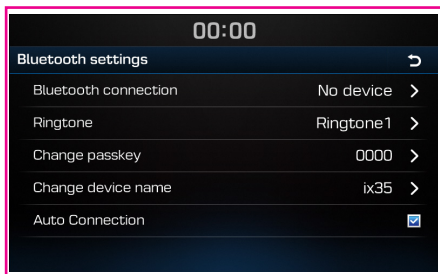 00:00
Bluetooth settings
Bluetooth connection No device
Ringtone Ringtone1
Change passkey 0000
Change device name ix35
Auto Connection